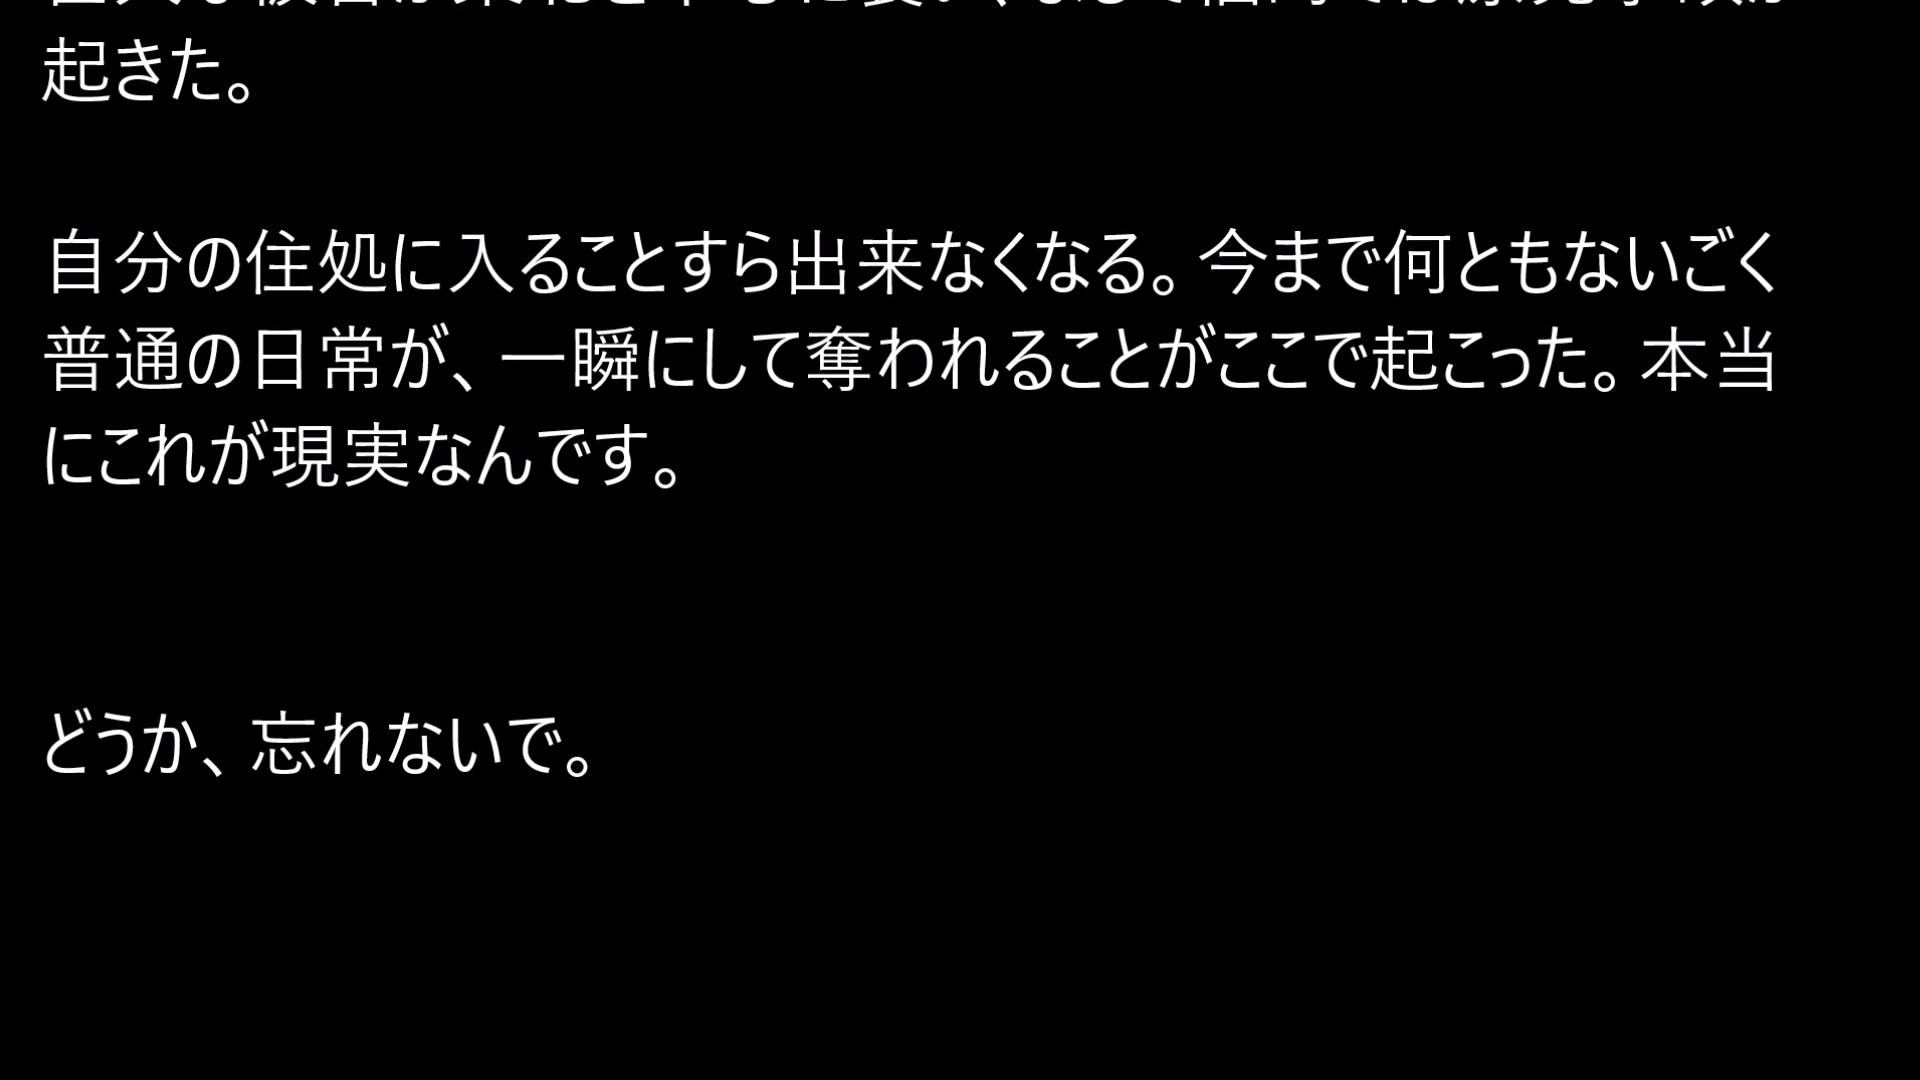 起きた。
自分の住処に入ることすら出来なくなる。今まで何ともないごく
普通の日常が、一瞬にして奪われることがここで起こった。本当
にこれが現実なんです。
どうか、忘れないで。